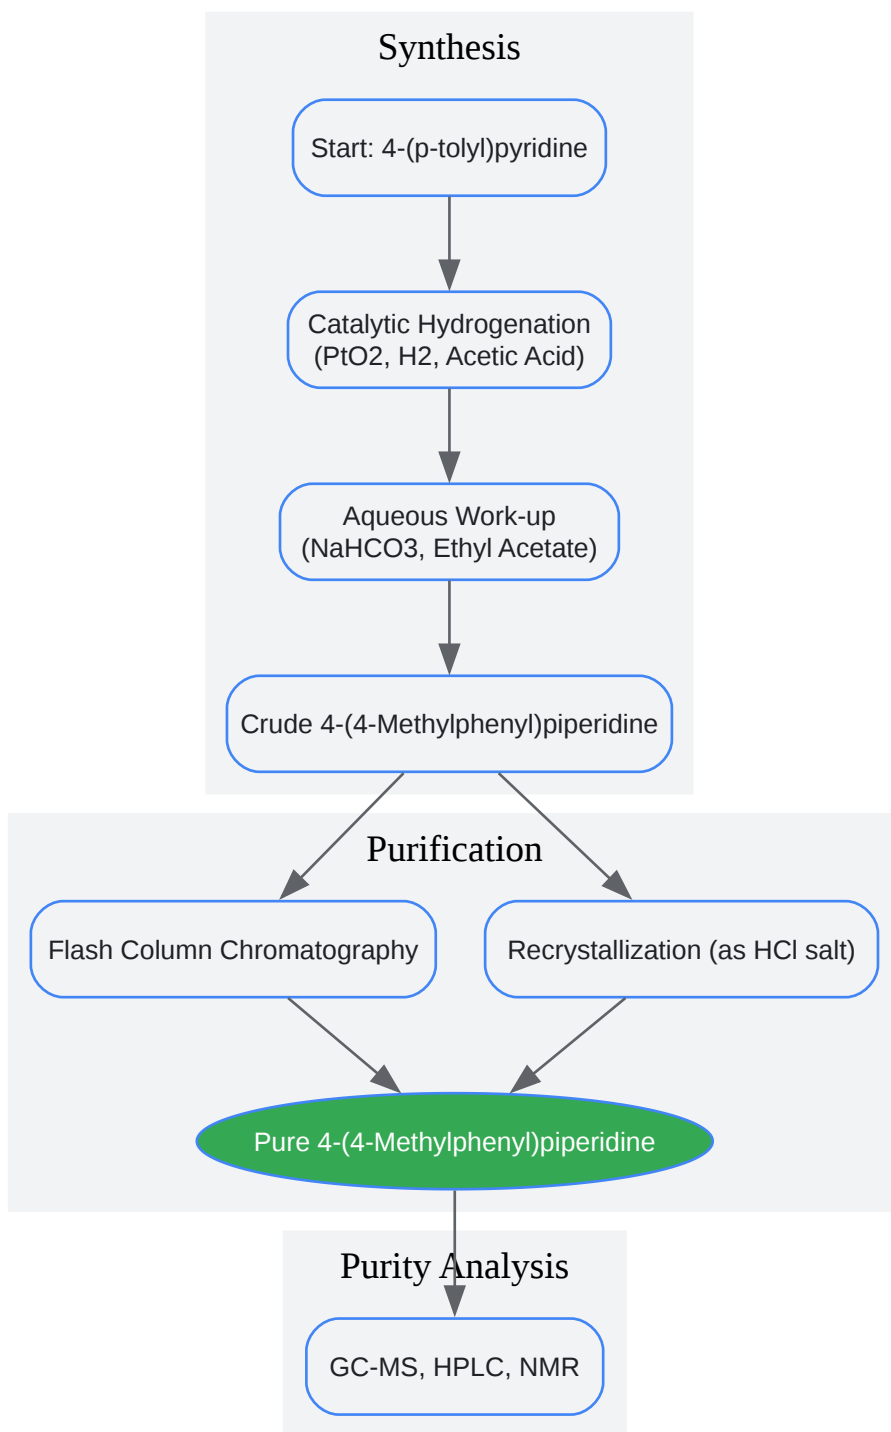 Synthesis
Start: 4-(p-tolyl)pyridine
Catalytic Hydrogenation
(PtO2, H2, Acetic Acid)
Aqueous Work-up
(NaHCO3, Ethyl Acetate)
Crude 4-(4-Methylphenyl)piperidine
Purification
Flash Column Chromatography
Recrystallization (as HCl salt)
Pure 4-(4-Methylphenyl)piperidine
Purity Analysis
GC-MS, HPLC, NMR